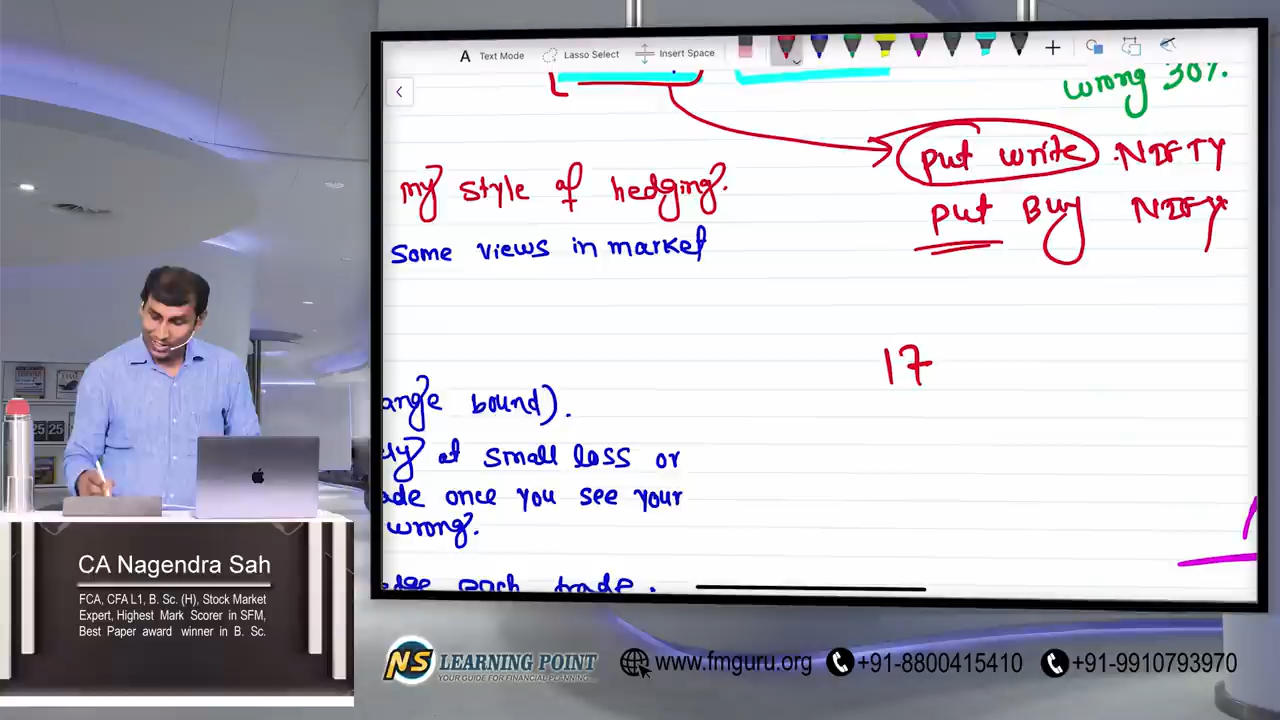 Text Mode
Lasso Select
Insert Space
wrong 30%.
put write NIFTY
my style of hedging?
put Buy NIFTY
Some views in market
17
ange bound).
at small loss or
ade once you see your
wrong?
each trade.
CA Nagendra Sah
FCA, CFA L1, B. Sc. (H), Stock Market
Expert, Highest Mark Scorer in SFM,
Best Paper award winner in B. Sc.
NS LEARNING POINT
YOUR GUIDE FOR FINANCIAL PLANNING....
www.fmguru.org
+91-8800415410
+91-9910793970